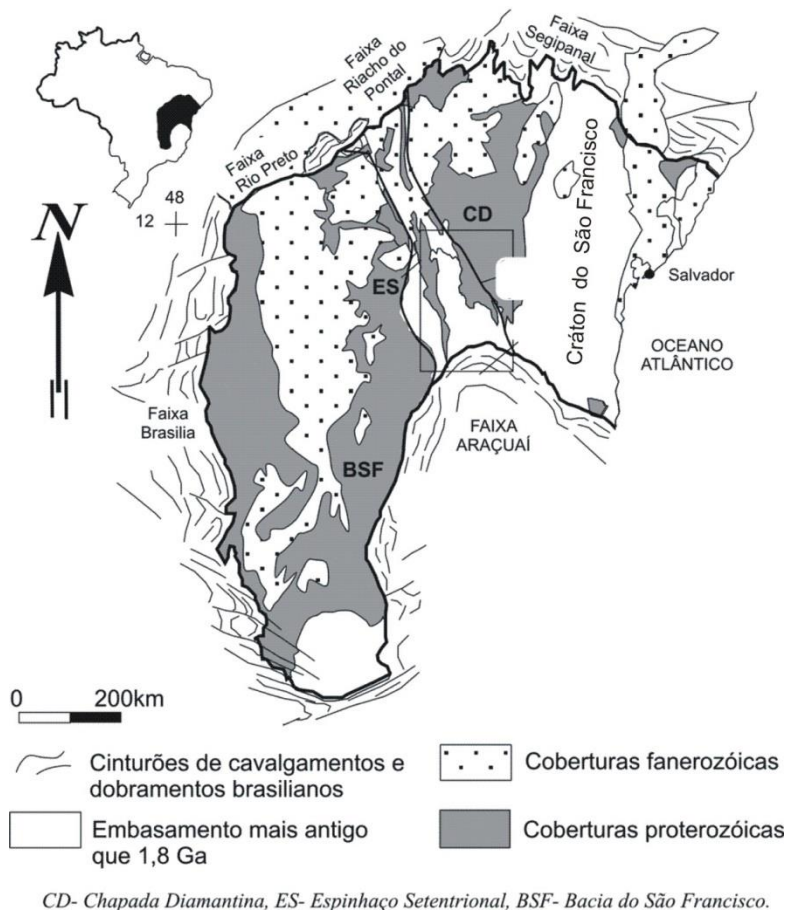 Faixa
Segipanal
Faixa
Riacho do
Pontal
Faixa
Rio Preto
48
12
N
CD
ES
Cráton do São Francisco
Salvador
OCEANO
ATLÂNTICO
Faixa
Brasilia
BSF
FAIXA
ARAÇUAÍ
0 200km
Cinturões de cavalgamentos e
dobramentos brasilianos
Coberturas fanerozóicas
Embasamento mais antigo
que 1,8 Ga
Coberturas proterozóicas
CD- Chapada Diamantina, ES- Espinhaço Setentrional, BSF- Bacia do São Francisco.